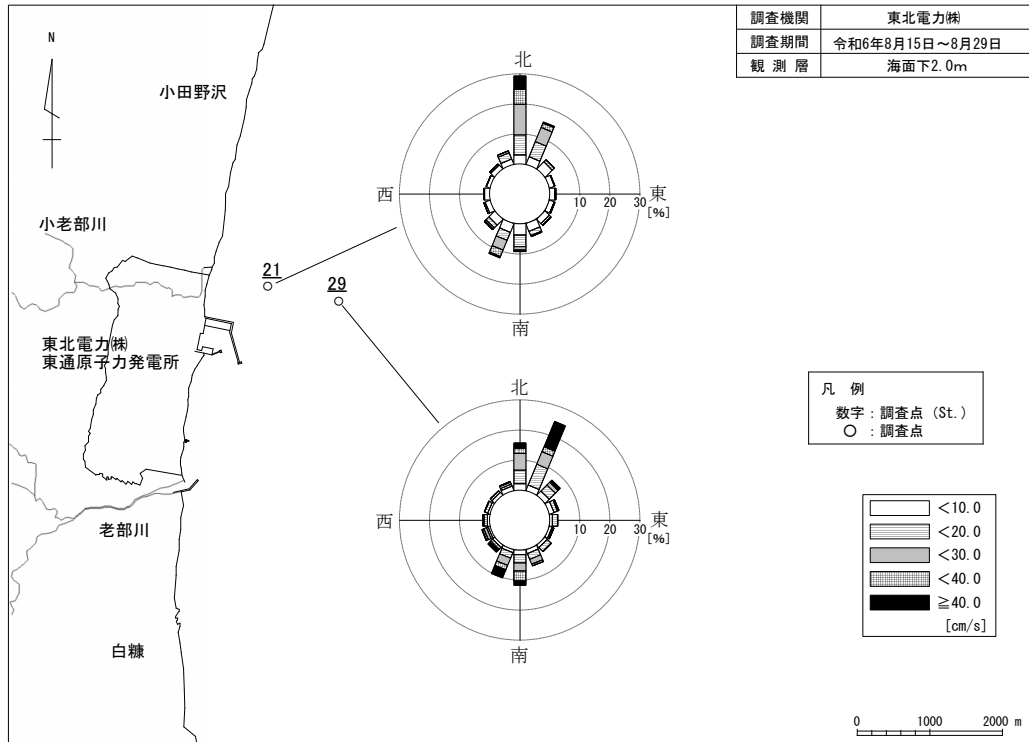 調査機関 東北電力㈱
調査期間 令和6年8月15日～8月29日
観測層 海面下2.0m
N
小田野沢
小老部川
21
29
東北電力㈱
東通原子力発電所
老部川
白糠
北
西
東
10 20 30
[%]
南
北
西
東
10 20 30
[%]
南
凡 例
数字：調査点 (St.)
○ ：調査点
＜10.0
＜20.0
＜30.0
＜40.0
≧40.0
[cm/s]
0 1000 2000 m